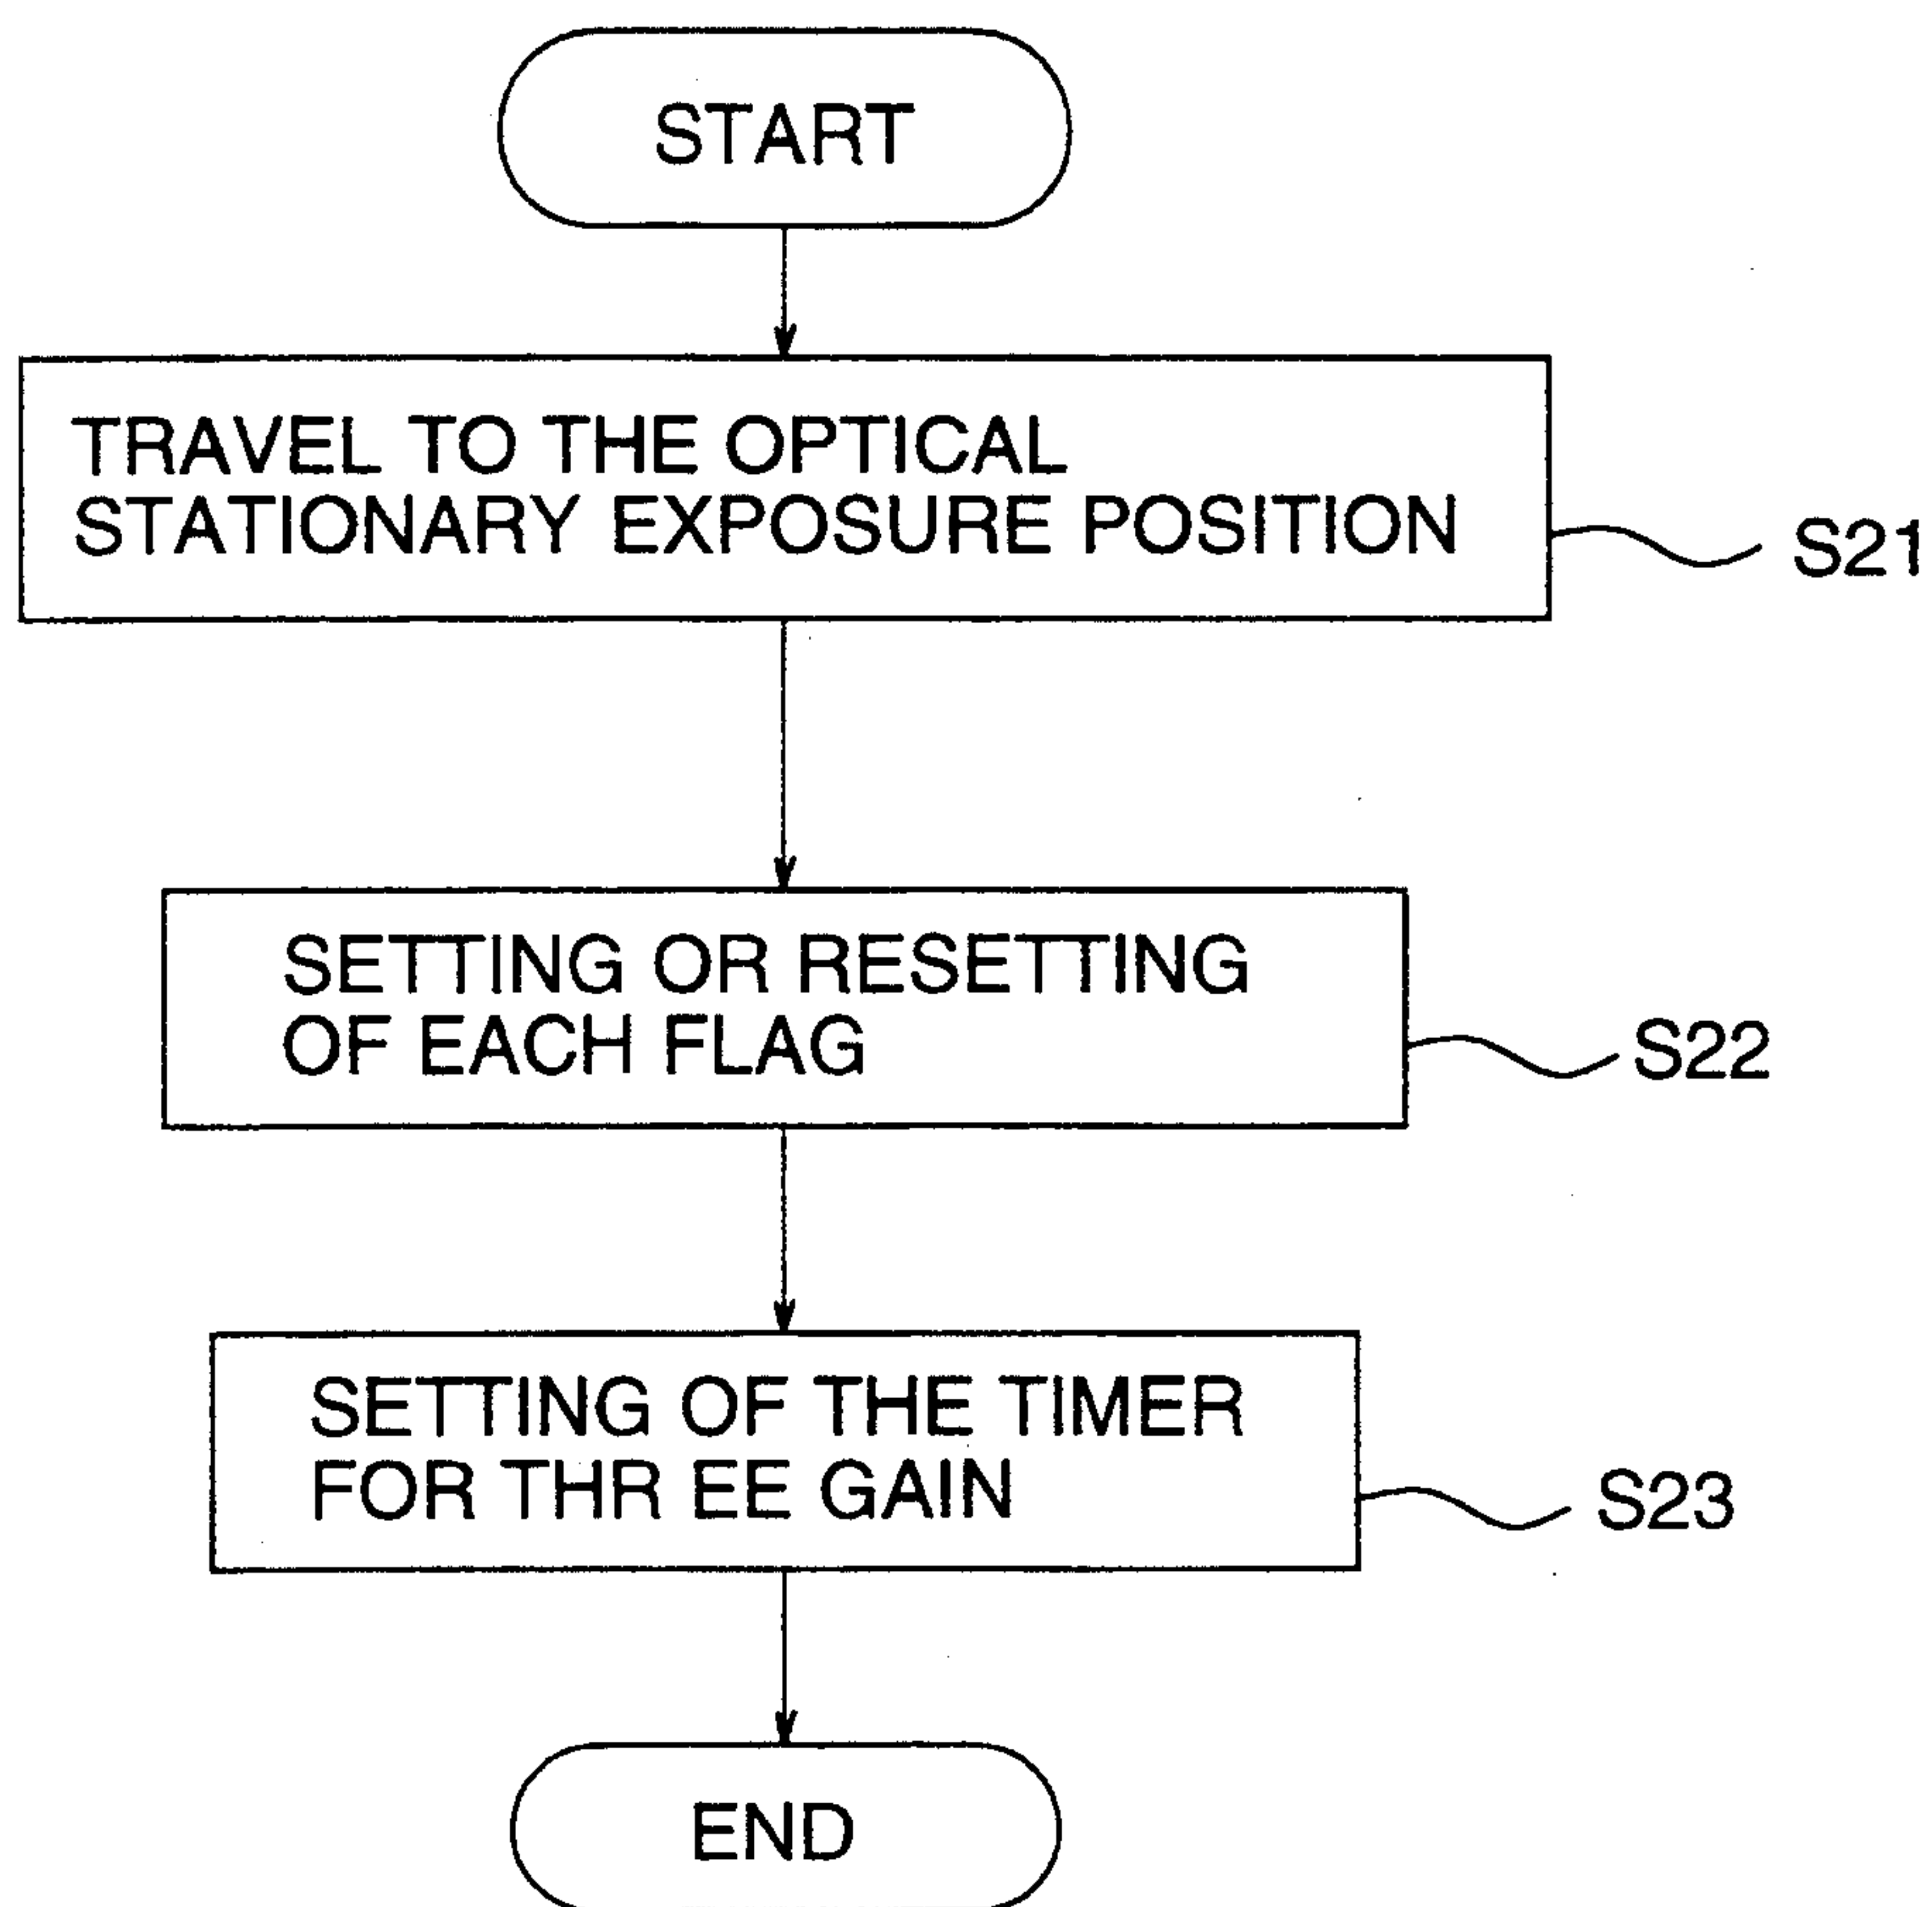 START
TRAVEL TO THE OPTICAL
STATIONARY EXPOSURE POSITION
S21
SETTING OR RESETTING
OF EACH FLAG
S22
SETTING OF THE TIMER
FOR THR EE GAIN
S23
END